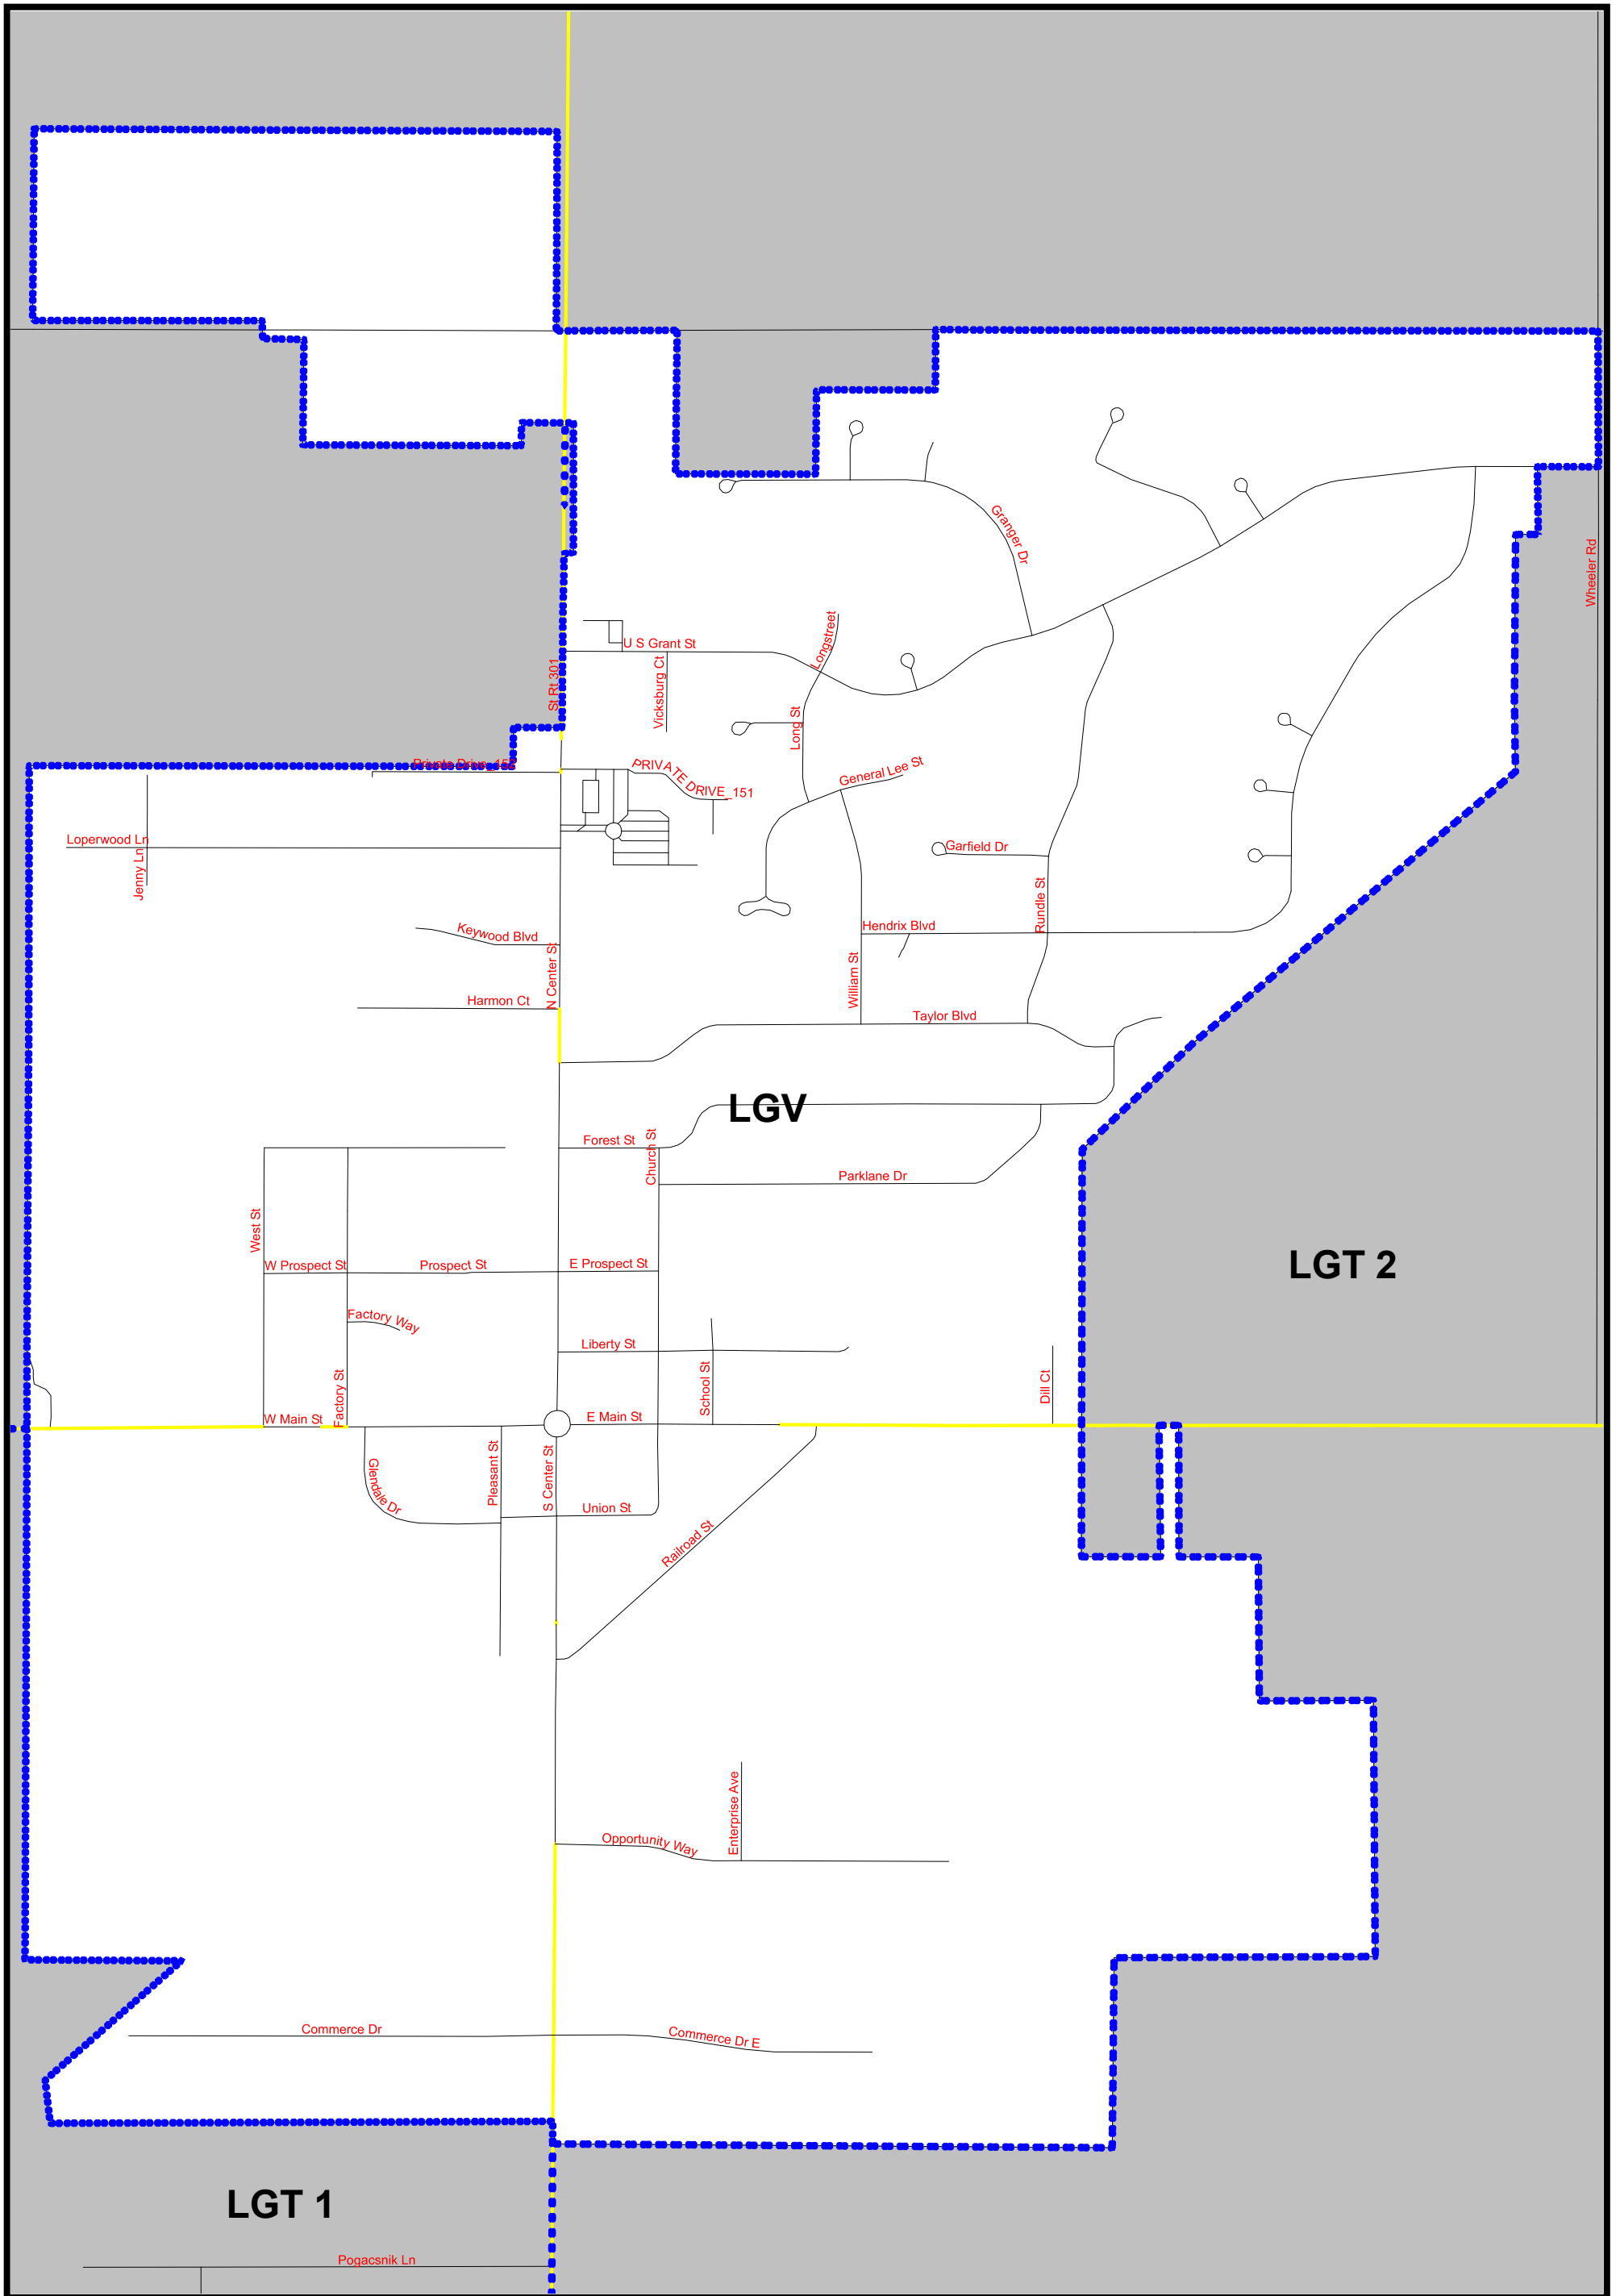 Granger Dr
Wheeler Rd
Longstreet
U S Grant St
Vicksburg Ct
St Rt 301
Long St
General Lee St
Private Drive_152
PRIVATE DRIVE_151
Loperwood Ln
Jenny Ln
Garfield Dr
Rundle St
Keywood Blvd
Hendrix Blvd
N Center St
William St
Harmon Ct
Taylor Blvd
LGV
Forest St
Church St
Parklane Dr
West St
W Prospect St
Prospect St
E Prospect St
LGT 2
Factory Way
Liberty St
Factory St
School St
Dill Ct
W Main St
E Main St
Glendale Dr
Pleasant St
S Center St
Union St
Railroad St
Enterprise Ave
Opportunity Way
Commerce Dr
Commerce Dr E
LGT 1
Pogacsnik Ln